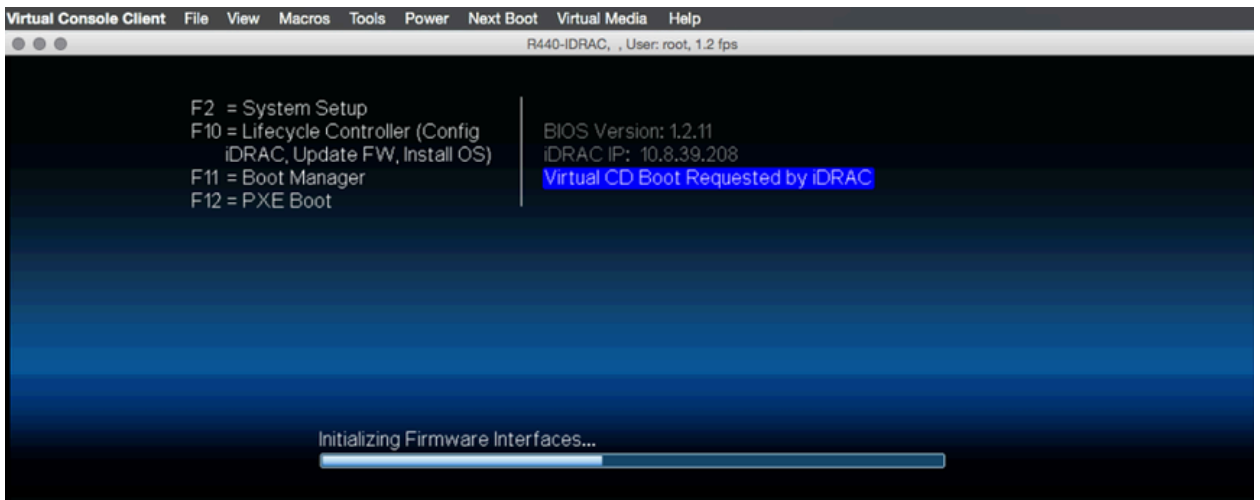 Virtual Console Client File View Macros Tools Power Next Boot Virtual Media Help
R440-IDRAC, , User: root, 1.2 fps
F2 = System Setup
F10 = Lifecycle Controller (Config
iDRAC, Update FW, Install OS)
F11 = Boot Manager
F12 = PXE Boot
BIOS Version: 1.2.11
iDRAC IP: 10.8.39.208
Virtual CD Boot Requested by iDRAC
Initializing Firmware Interfaces...